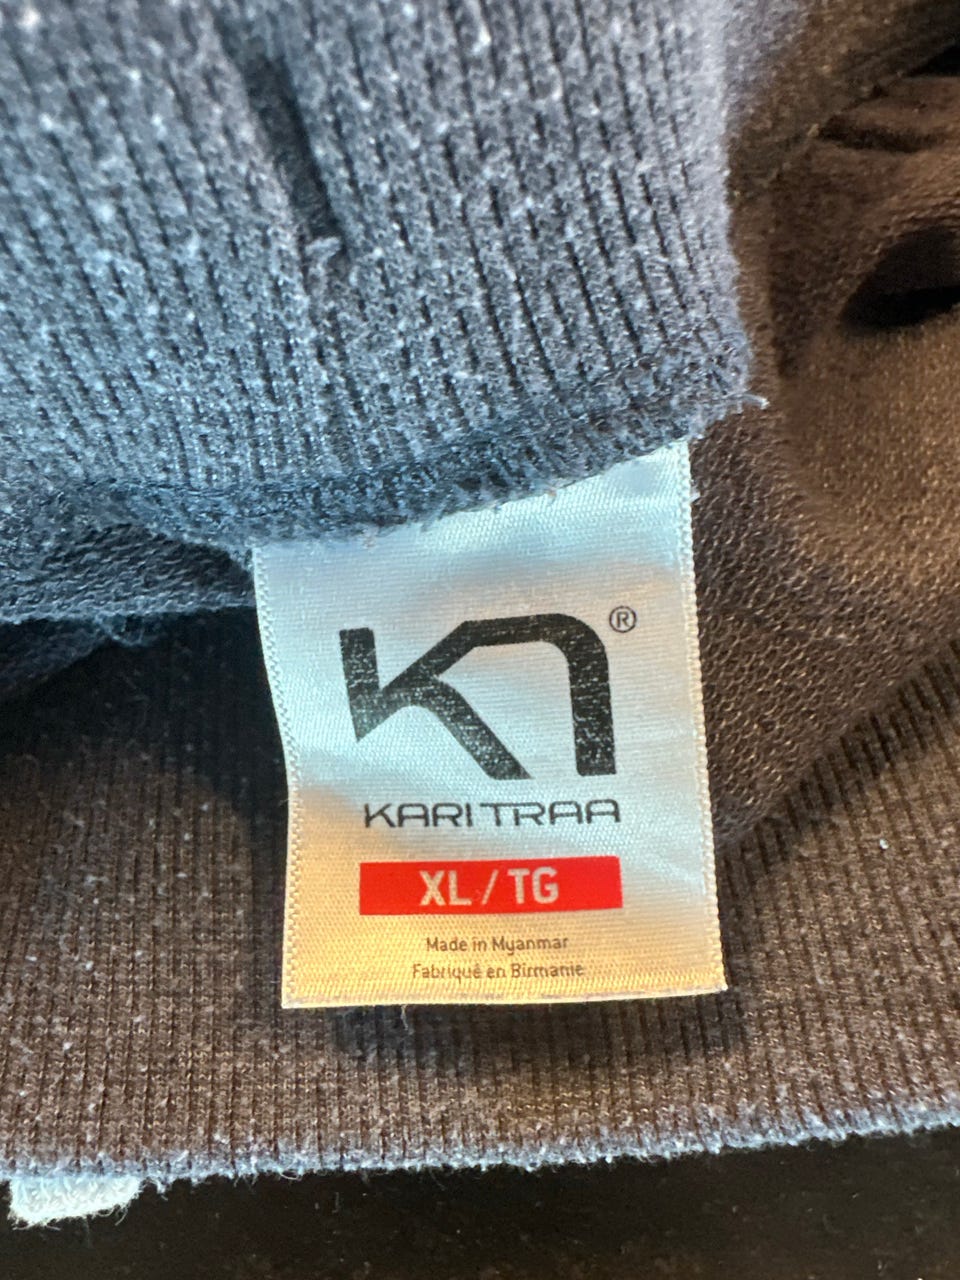 ®
KARI TRAA
XL / TG
Made in Myanmar
Fabriqué en Birmanie